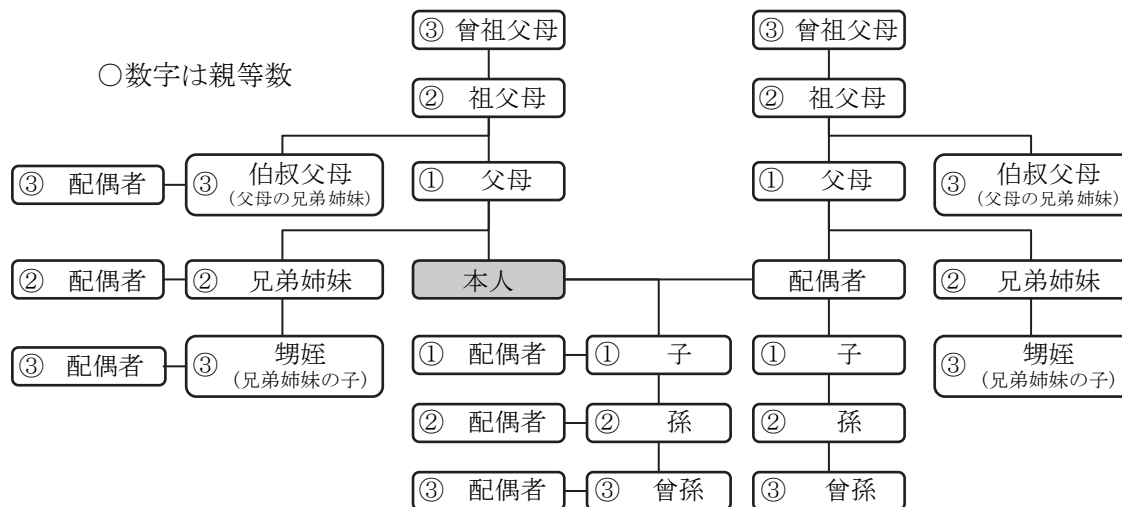 ③ 曾祖父母
③ 曾祖父母
〇数字は親等数
② 祖父母
② 祖父母
③ 配偶者
③ 伯叔父母
(父母の兄弟姉妹)
① 父母
① 父母
③ 伯叔父母
(父母の兄弟姉妹)
② 配偶者
② 兄弟姉妹
本人
配偶者
② 兄弟姉妹
③ 配偶者
③ 甥姪
(兄弟姉妹の子)
① 配偶者
① 子
① 子
③ 甥姪
(兄弟姉妹の子)
② 配偶者
② 孫
② 孫
③ 配偶者
③ 曾孫
③ 曾孫